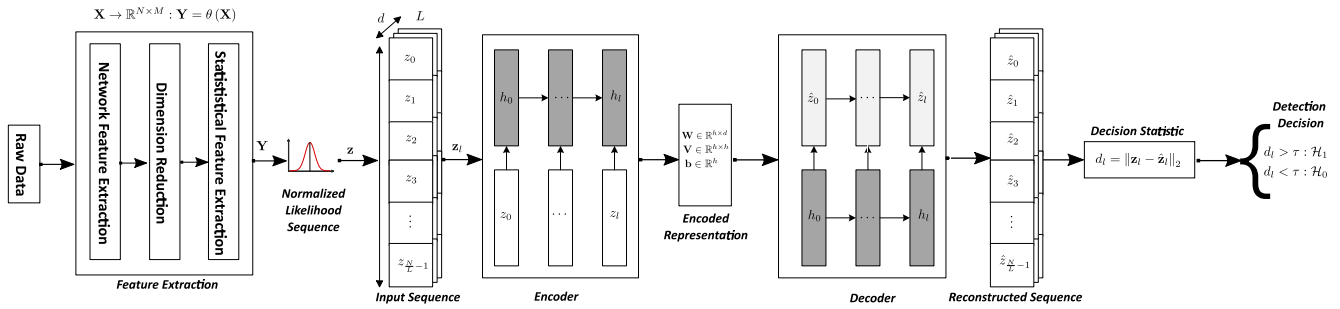 X → ℝ^{N×M} : Y = θ (X)
Raw Data
Network Feature Extraction
Dimension Reduction
Statististical Feature Extraction
Feature Extraction
Y
Normalized
Likelihood
Sequence
z
d
L
z_0
z_1
z_2
z_3
⋮
z_{N/L −1}
Input Sequence
z_l
h_0
···
h_l
z_0
···
z_l
Encoder
W ∈ ℝ^{h×d}
V ∈ ℝ^{h×h}
b ∈ ℝ^h
Encoded
Representation
ẑ_0
···
ẑ_l
h_0
···
h_l
Decoder
ẑ_0
ẑ_1
ẑ_2
ẑ_3
⋮
ẑ_{N/L −1}
Reconstructed Sequence
Decision Statistic
d_l = ‖z_l − ẑ_l‖_2
Detection
Decision
d_l > τ : ℋ_1
d_l < τ : ℋ_0